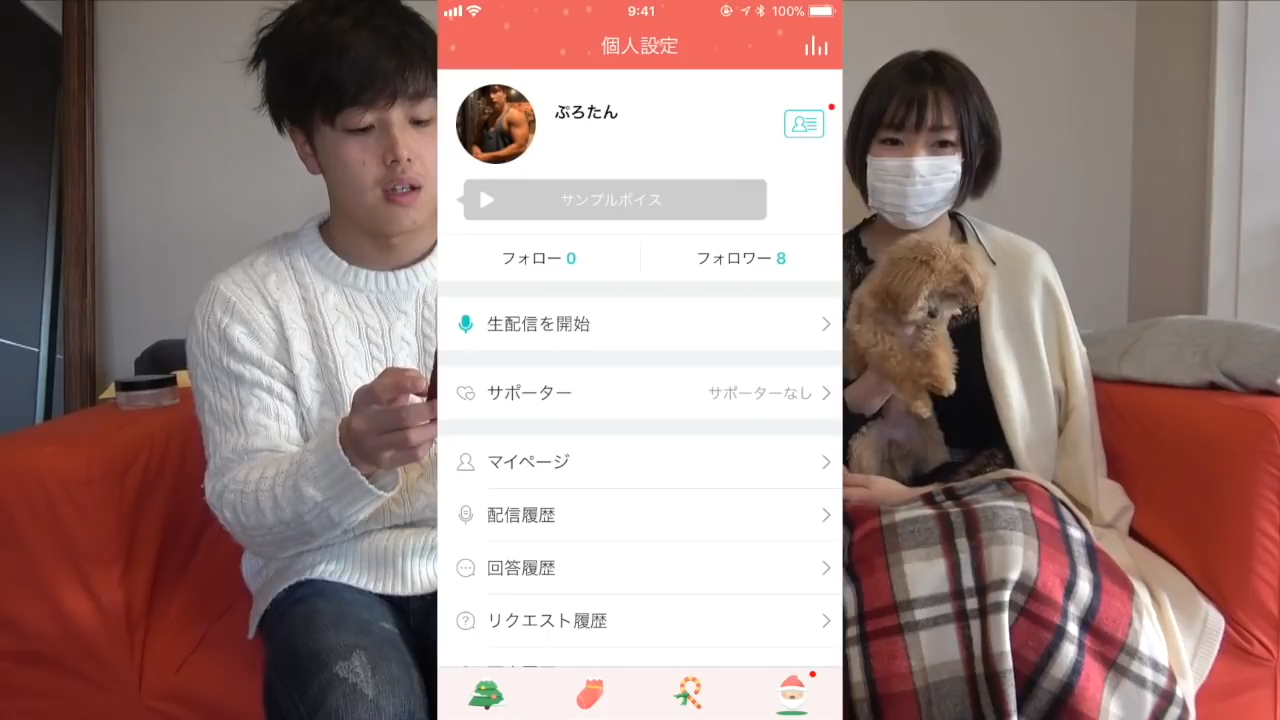 9:41
100%
個人設定
ぷろたん
サンプルボイス
フォロー 0
フォロワー 8
生配信を開始
サポーター
サポーターなし
マイページ
配信履歴
回答履歴
リクエスト履歴